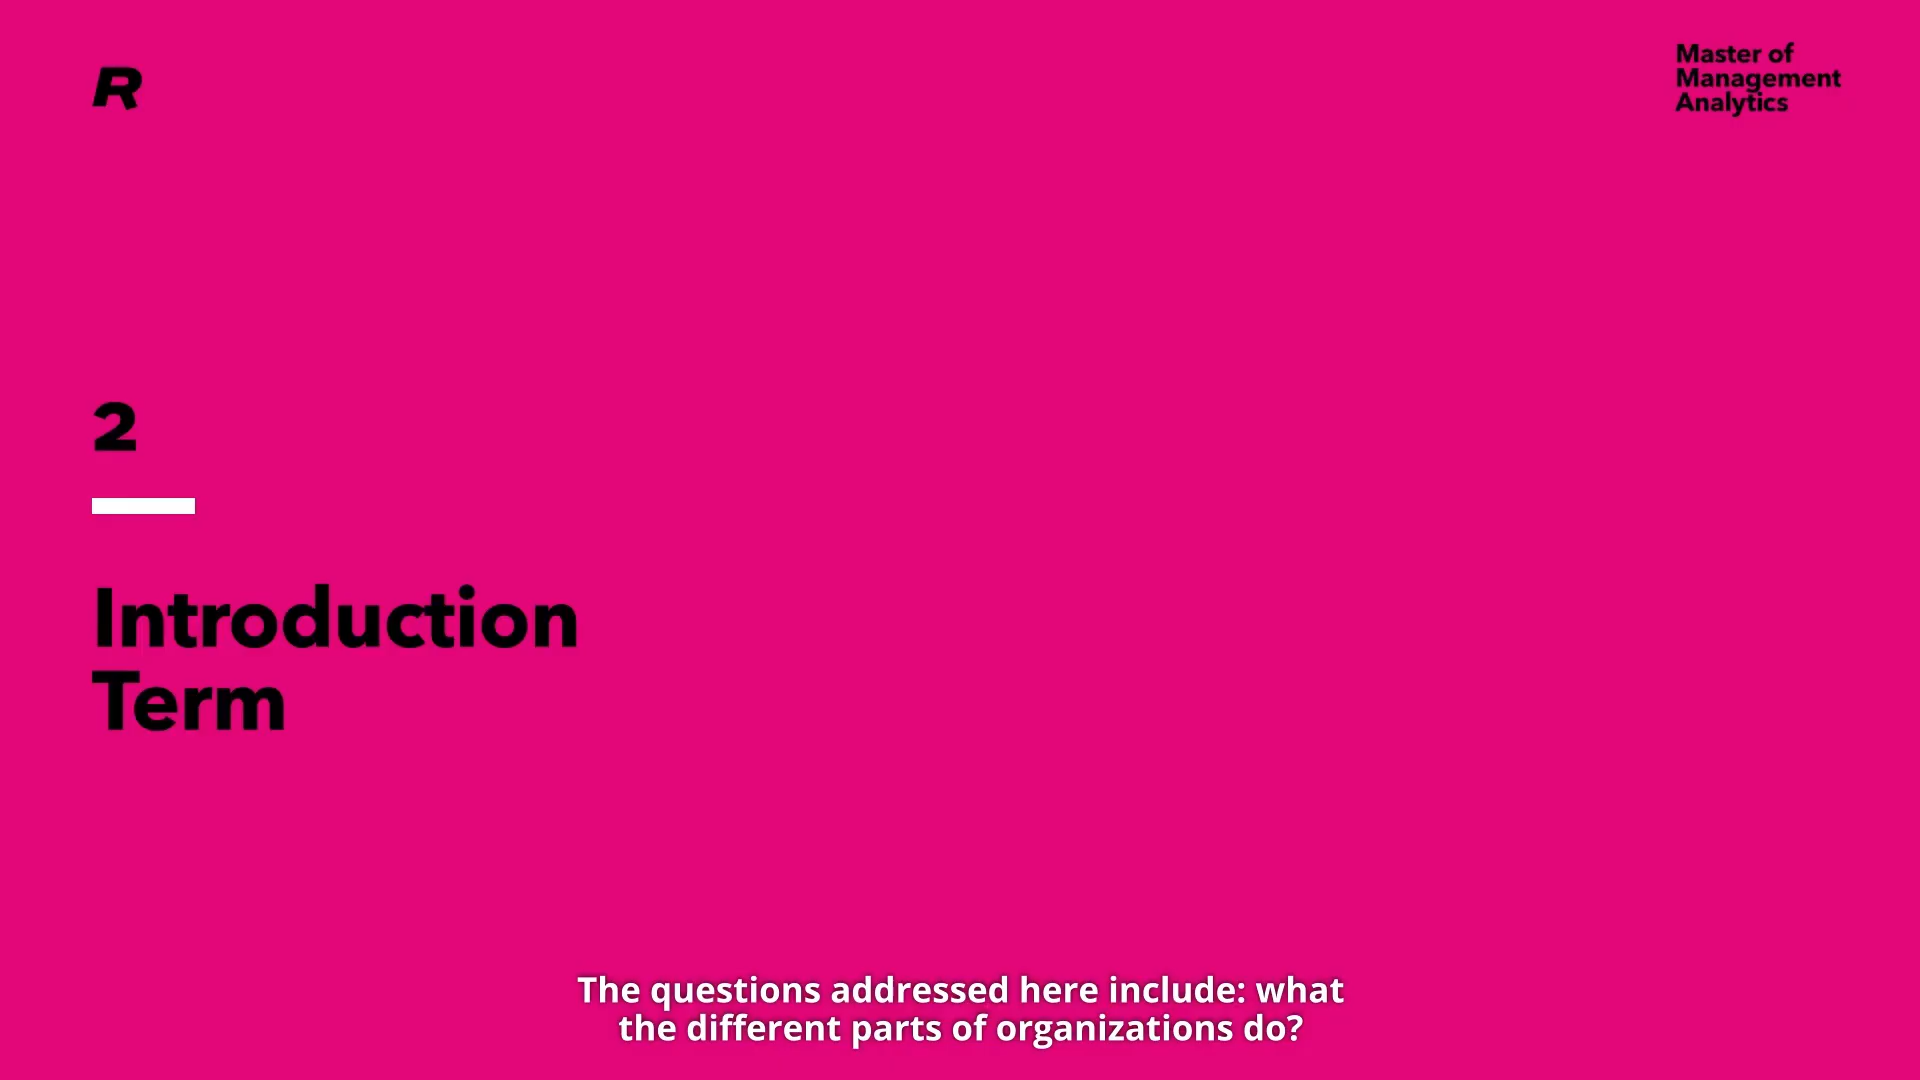 R
Master of
Management
Analytics
2
Introduction
Term
The questions addressed here include: what
the different parts of organizations do?